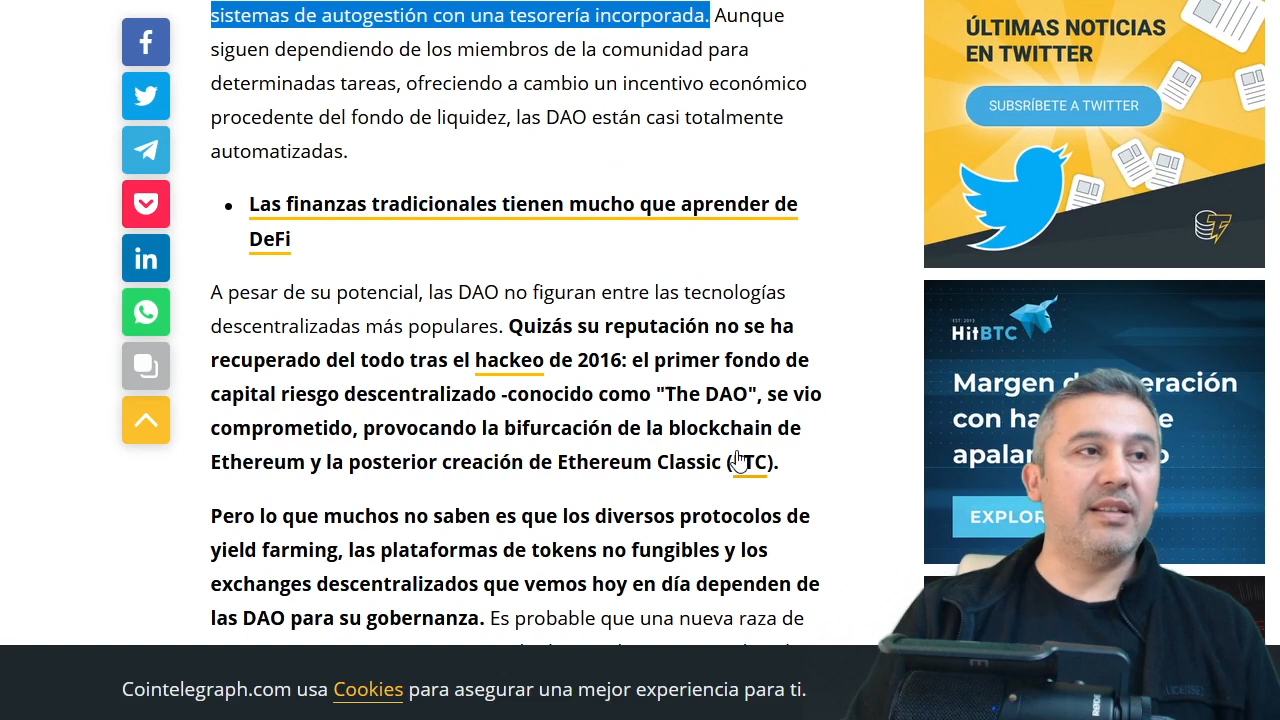 sistemas de autogestión con una tesorería incorporada. Aunque
siguen dependiendo de los miembros de la comunidad para
determinadas tareas, ofreciendo a cambio un incentivo económico
procedente del fondo de liquidez, las DAO están casi totalmente
automatizadas.
Las finanzas tradicionales tienen mucho que aprender de
DeFi
A pesar de su potencial, las DAO no figuran entre las tecnologías
descentralizadas más populares. Quizás su reputación no se ha
recuperado del todo tras el hackeo de 2016: el primer fondo de
capital riesgo descentralizado -conocido como "The DAO", se vio
comprometido, provocando la bifurcación de la blockchain de
Ethereum y la posterior creación de Ethereum Classic (ETC).
Pero lo que muchos no saben es que los diversos protocolos de
yield farming, las plataformas de tokens no fungibles y los
exchanges descentralizados que vemos hoy en día dependen de
las DAO para su gobernanza. Es probable que una nueva raza de
Cointelegraph.com usa Cookies para asegurar una mejor experiencia para ti.
ÚLTIMAS NOTICIAS
EN TWITTER
SUBSRÍBETE A TWITTER
EST. 2013
HitBTC
Margen
con
EXPLOR